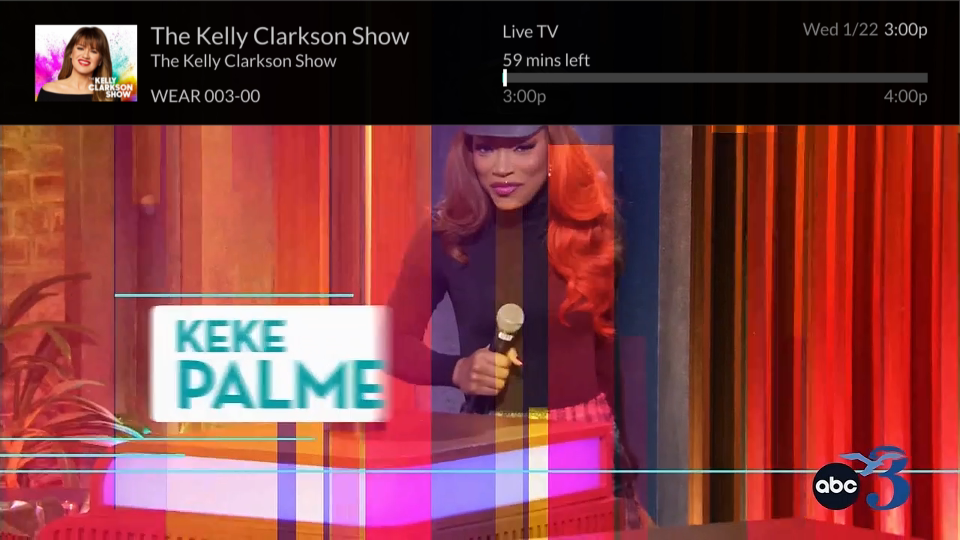 The Kelly Clarkson Show
The Kelly Clarkson Show
WEAR 003-00
THE
KELLY
CLARKSON
SHOW
Live TV
59 mins left
3:00p
4:00p
Wed 1/22 3:00p
KEKE
PALME
abc 3